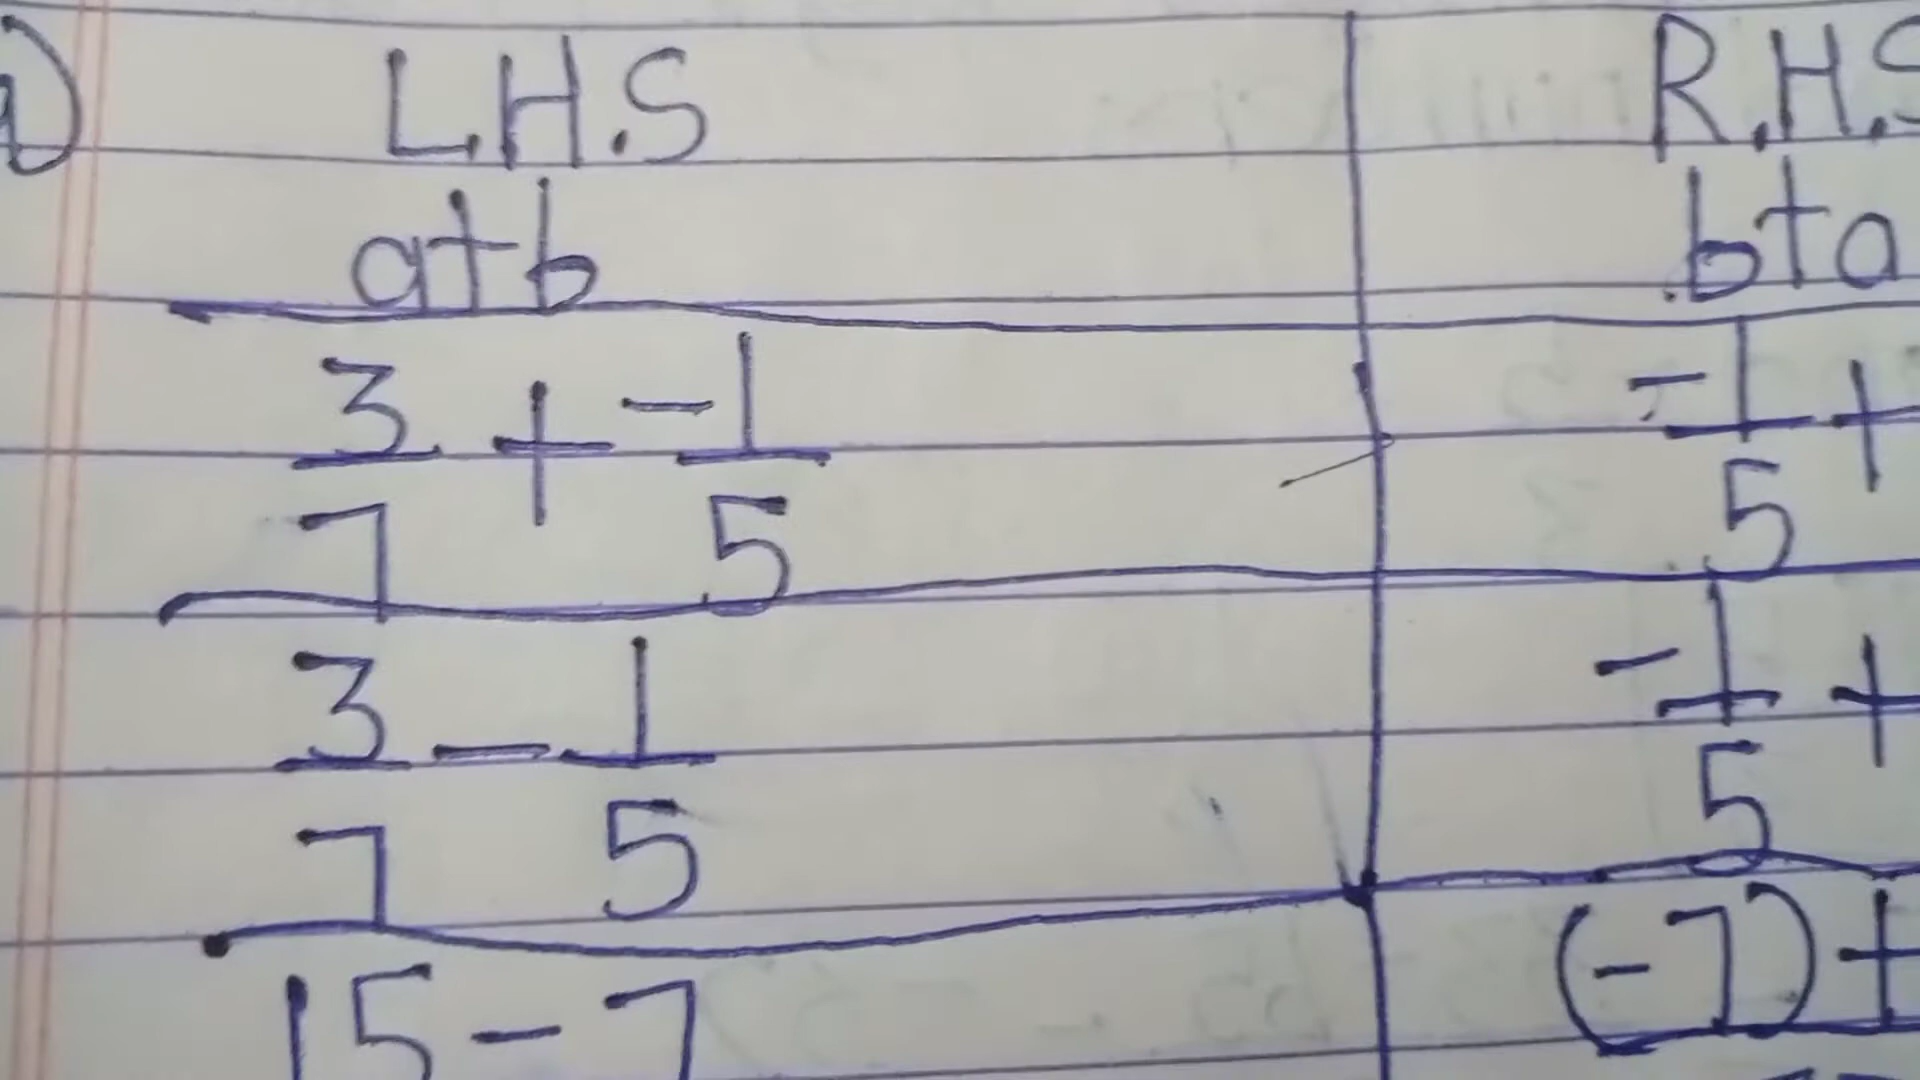 a) L.H.S R.H.S
a+b b+a
3/7 + -1/5 -1/5 +
3/7 - 1/5 -1/5 +
15-7 (-7)+